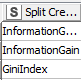 S Split Cre...
InformationG...
InformationGain
GiniIndex